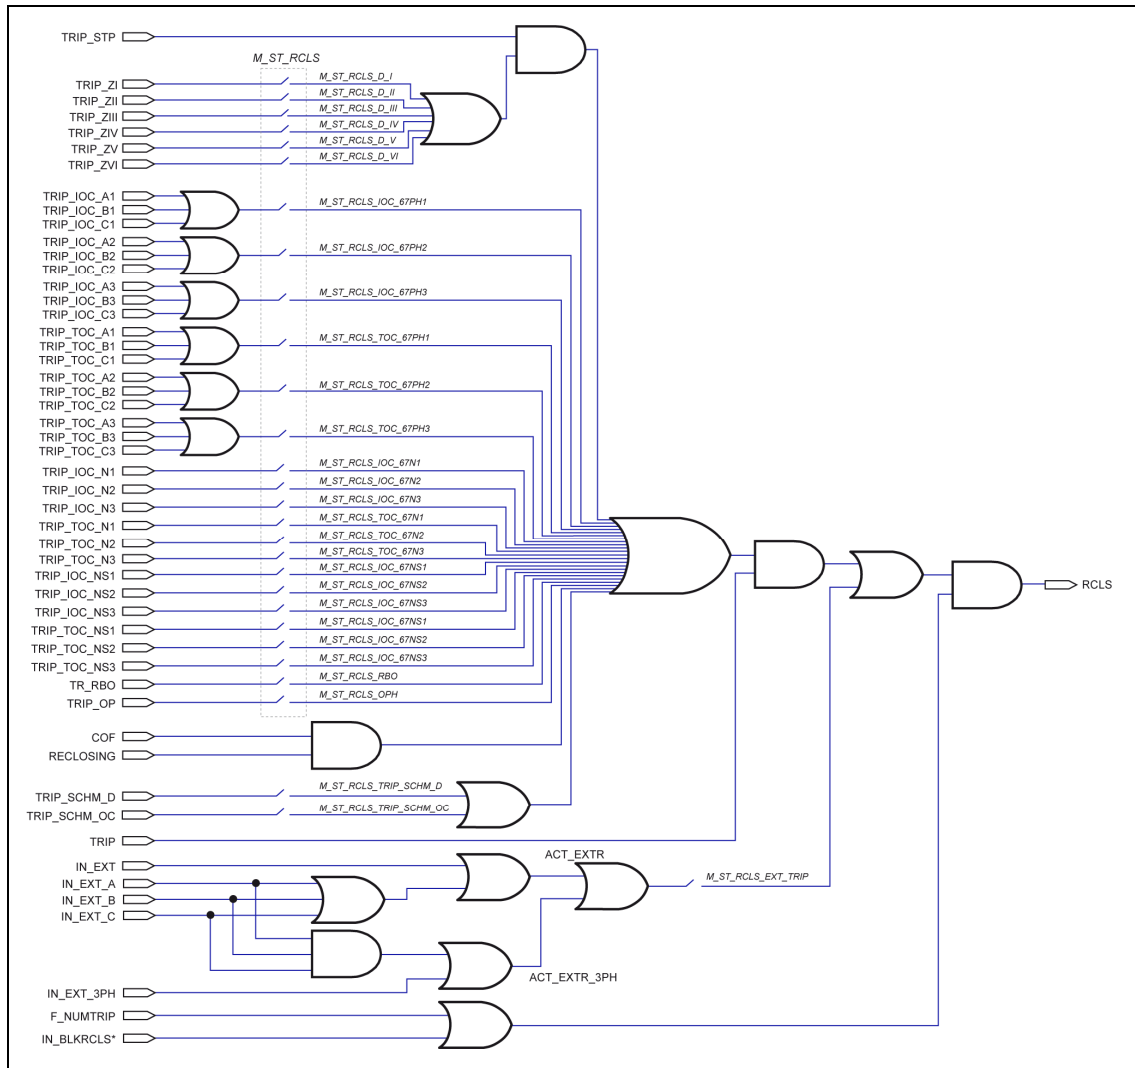 TRIP_STP
M_ST_RCLS
TRIP_ZI M_ST_RCLS_D_I
TRIP_ZII M_ST_RCLS_D_II
TRIP_ZIII M_ST_RCLS_D_III
TRIP_ZIV M_ST_RCLS_D_IV
TRIP_ZV M_ST_RCLS_D_V
TRIP_ZVI M_ST_RCLS_D_VI
TRIP_IOC_A1
TRIP_IOC_B1 M_ST_RCLS_IOC_67PH1
TRIP_IOC_C1
TRIP_IOC_A2
TRIP_IOC_B2 M_ST_RCLS_IOC_67PH2
TRIP_IOC_C2
TRIP_IOC_A3
TRIP_IOC_B3 M_ST_RCLS_IOC_67PH3
TRIP_IOC_C3
TRIP_TOC_A1
TRIP_TOC_B1 M_ST_RCLS_TOC_67PH1
TRIP_TOC_C1
TRIP_TOC_A2
TRIP_TOC_B2 M_ST_RCLS_TOC_67PH2
TRIP_TOC_C2
TRIP_TOC_A3
TRIP_TOC_B3 M_ST_RCLS_TOC_67PH3
TRIP_TOC_C3
TRIP_IOC_N1 M_ST_RCLS_IOC_67N1
TRIP_IOC_N2 M_ST_RCLS_IOC_67N2
TRIP_IOC_N3 M_ST_RCLS_IOC_67N3
TRIP_TOC_N1 M_ST_RCLS_TOC_67N1
TRIP_TOC_N2 M_ST_RCLS_TOC_67N2
TRIP_TOC_N3 M_ST_RCLS_TOC_67N3
TRIP_IOC_NS1 M_ST_RCLS_IOC_67NS1
TRIP_IOC_NS2 M_ST_RCLS_IOC_67NS2
TRIP_IOC_NS3 M_ST_RCLS_IOC_67NS3
TRIP_TOC_NS1 M_ST_RCLS_IOC_67NS1
TRIP_TOC_NS2 M_ST_RCLS_IOC_67NS2
TRIP_TOC_NS3 M_ST_RCLS_IOC_67NS3
TR_RBO M_ST_RCLS_RBO
TRIP_OP M_ST_RCLS_OPH
RCLS
COF
RECLOSING
TRIP_SCHM_D M_ST_RCLS_TRIP_SCHM_D
TRIP_SCHM_OC M_ST_RCLS_TRIP_SCHM_OC
TRIP
IN_EXT ACT_EXTR
IN_EXT_A M_ST_RCLS_EXT_TRIP
IN_EXT_B
IN_EXT_C
ACT_EXTR_3PH
IN_EXT_3PH
F_NUMTRIP
IN_BLKRCLS*